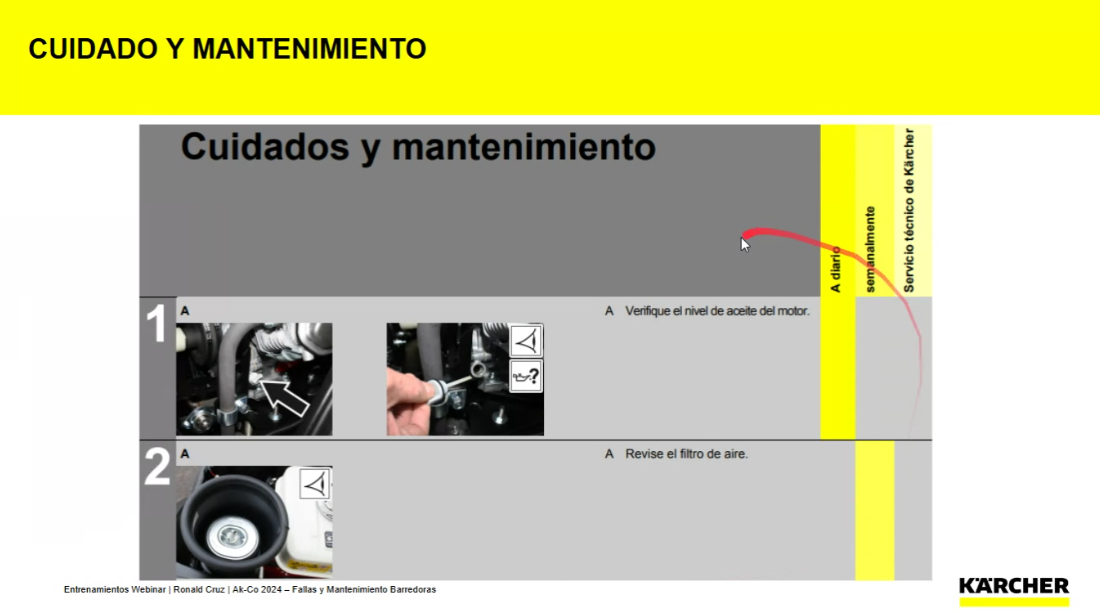 CUIDADO Y MANTENIMIENTO
Cuidados y mantenimiento
A diario
semanalmente
Servicio técnico de Kärcher
1
A
?
A Verifique el nivel de aceite del motor.
2
A
A Revise el filtro de aire.
Entrenamientos Webinar | Ronald Cruz | Ak-Co 2024 – Fallas y Mantenimiento Barredoras
KÄRCHER